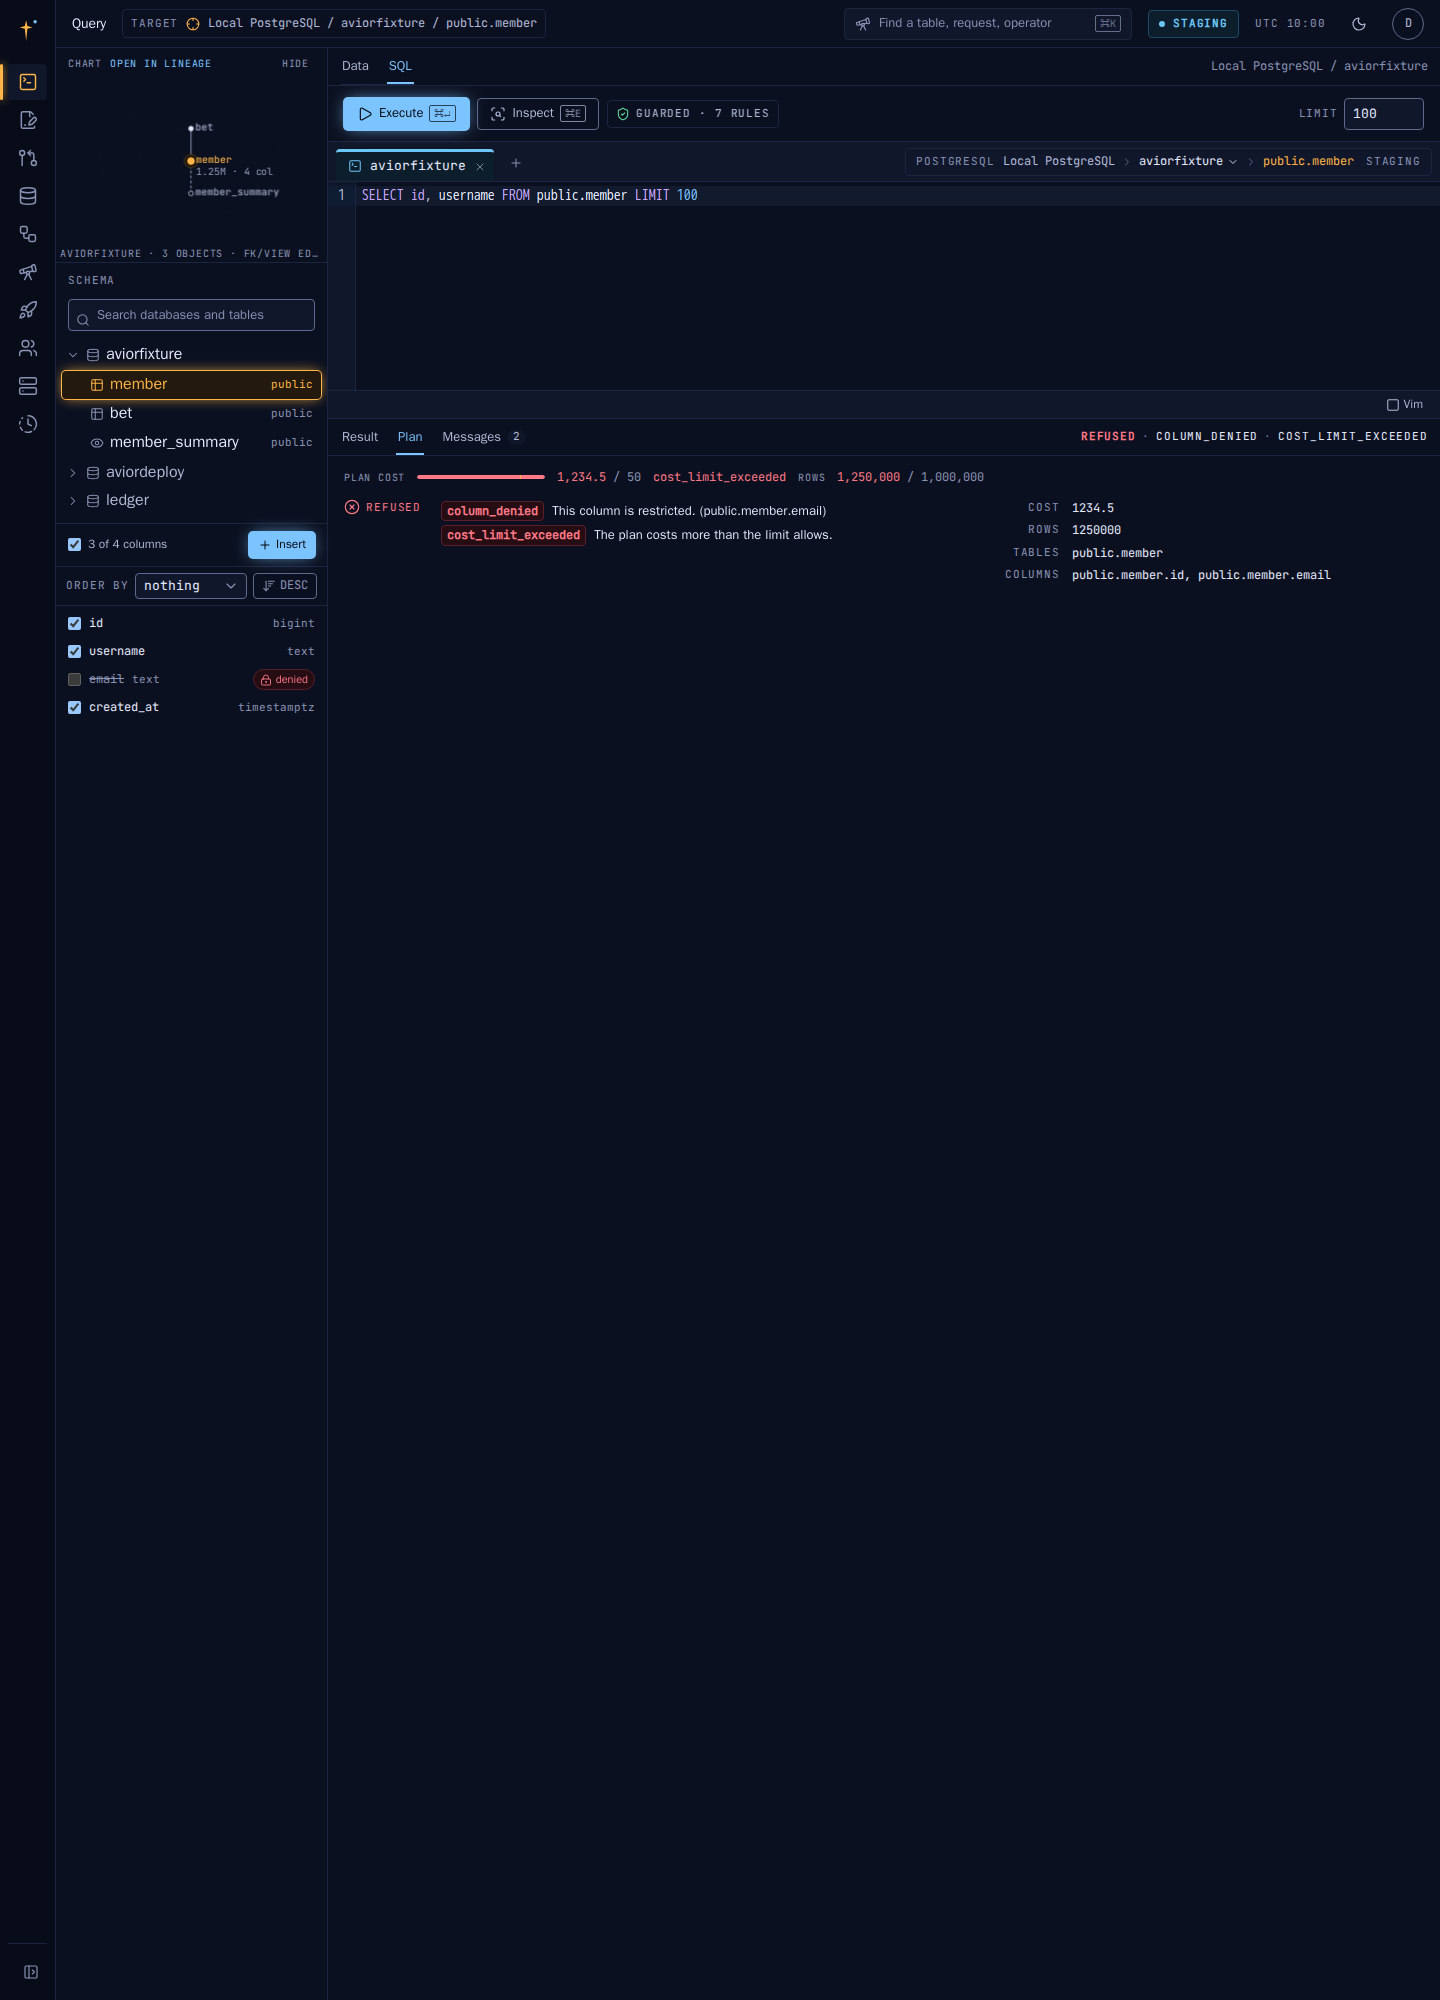 Query
TARGET Local PostgreSQL / aviorfixture / public.member
Find a table, request, operator ⌘K
STAGING
UTC 10:00
D
CHART OPEN IN LINEAGE HIDE
bet
member
1.25M · 4 col
member_summary
AVIORFIXTURE · 3 OBJECTS · FK/VIEW ED…
SCHEMA
Search databases and tables
aviorfixture
member public
bet public
member_summary public
aviordeploy
ledger
3 of 4 columns
Insert
ORDER BY nothing DESC
id bigint
username text
email text denied
created_at timestamptz
Data SQL
Local PostgreSQL / aviorfixture
Execute ⌘↵
Inspect ⌘E
GUARDED · 7 RULES
LIMIT 100
aviorfixture
POSTGRESQL Local PostgreSQL › aviorfixture › public.member STAGING
1 SELECT id, username FROM public.member LIMIT 100
Vim
Result Plan Messages 2
REFUSED · COLUMN_DENIED · COST_LIMIT_EXCEEDED
PLAN COST 1,234.5 / 50 cost_limit_exceeded ROWS 1,250,000 / 1,000,000
REFUSED
column_denied This column is restricted. (public.member.email)
cost_limit_exceeded The plan costs more than the limit allows.
COST 1234.5
ROWS 1250000
TABLES public.member
COLUMNS public.member.id, public.member.email